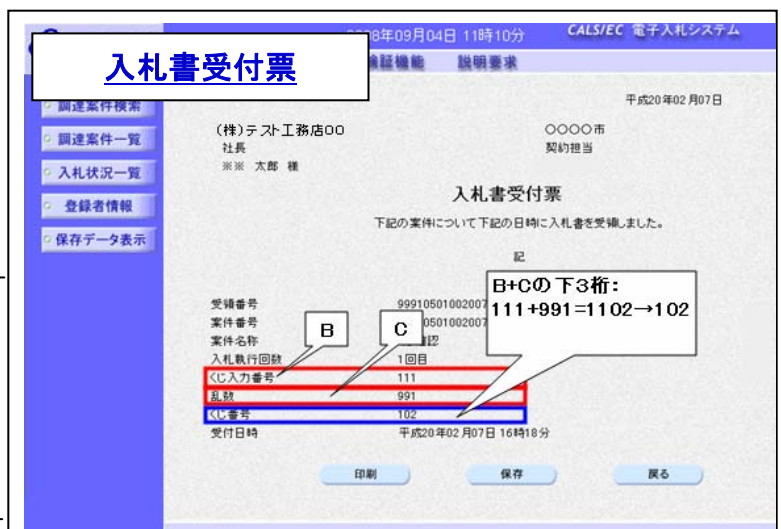 8年09月04日 11時10分 CALS/EC 電子入札システム
入札書受付票
検証機能 説明要求
調達案件検索
調達案件一覧
入札状況一覧
登録者情報
保存データ表示
平成20年02月07日
(株)テスト工務店〇〇 〇〇〇〇市
社長 契約担当
※※ 太郎 様
入札書受付票
下記の案件について下記の日時に入札書を受領しました。
記
B+Cの下3桁:
111+991=1102→102
B
C
受領番号 99910501002007
案件番号 0501002007
案件名称
入札執行回数 1回目
くじ入力番号 111
乱数 991
くじ番号 102
受付日時 平成20年02月07日 16時18分
印刷 保存 戻る